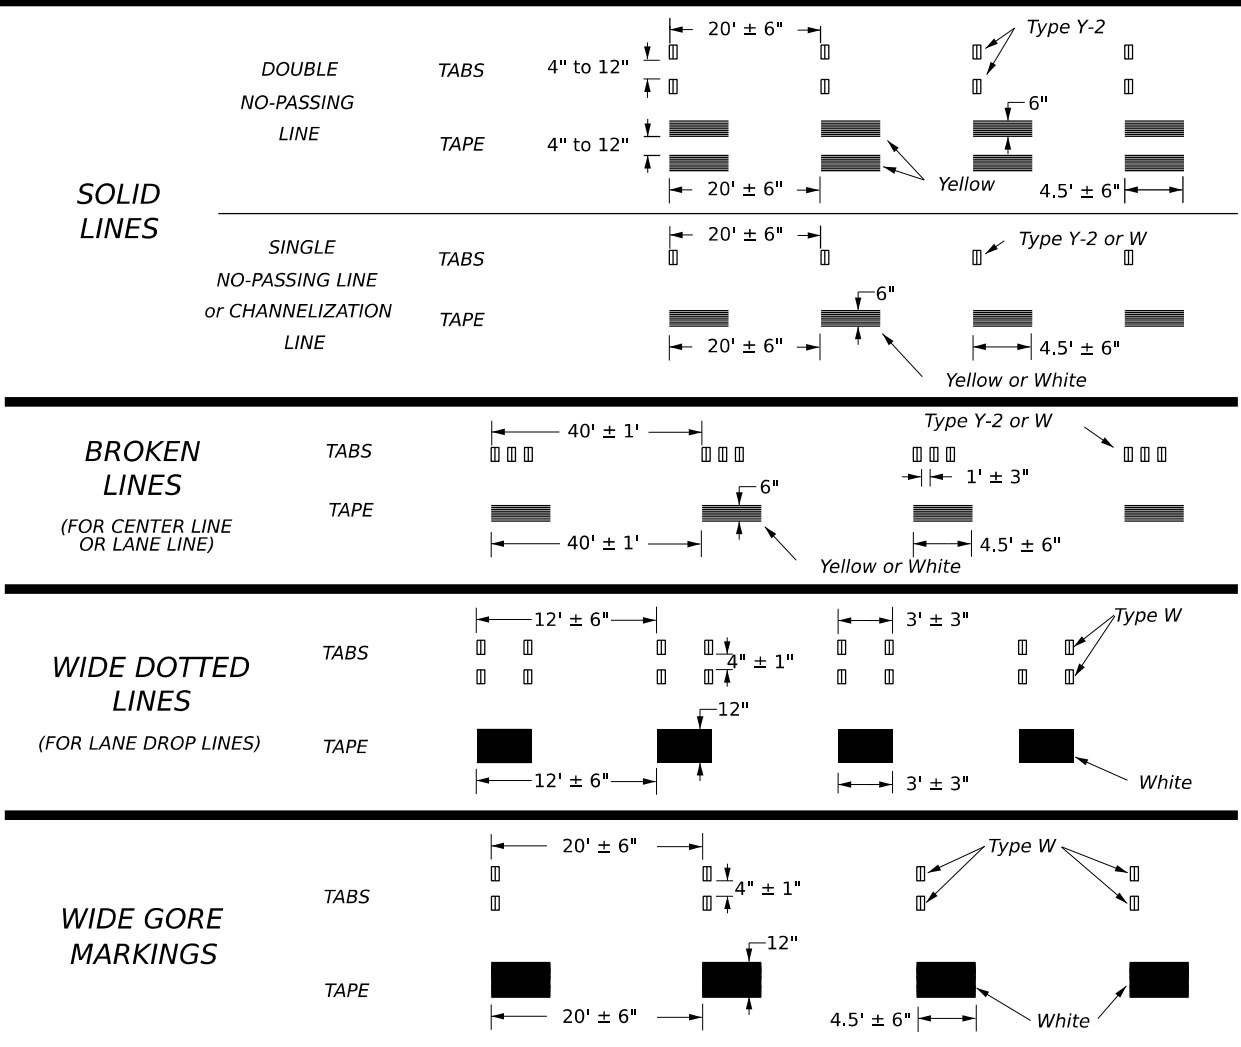 SOLID
LINES
DOUBLE
NO-PASSING
LINE
TABS
20' ± 6"
Type Y-2
4" to 12"
TAPE
4" to 12"
6"
Yellow
20' ± 6"
4.5' ± 6"
SINGLE
NO-PASSING LINE
or CHANNELIZATION
LINE
TABS
20' ± 6"
Type Y-2 or W
TAPE
6"
20' ± 6"
4.5' ± 6"
Yellow or White
BROKEN
LINES
(FOR CENTER LINE
OR LANE LINE)
TABS
40' ± 1'
Type Y-2 or W
1' ± 3"
TAPE
6"
40' ± 1'
4.5' ± 6"
Yellow or White
WIDE DOTTED
LINES
(FOR LANE DROP LINES)
TABS
12' ± 6"
3' ± 3"
Type W
4" ± 1"
TAPE
12"
12' ± 6"
3' ± 3"
White
WIDE GORE
MARKINGS
TABS
20' ± 6"
Type W
4" ± 1"
TAPE
12"
20' ± 6"
4.5' ± 6"
White